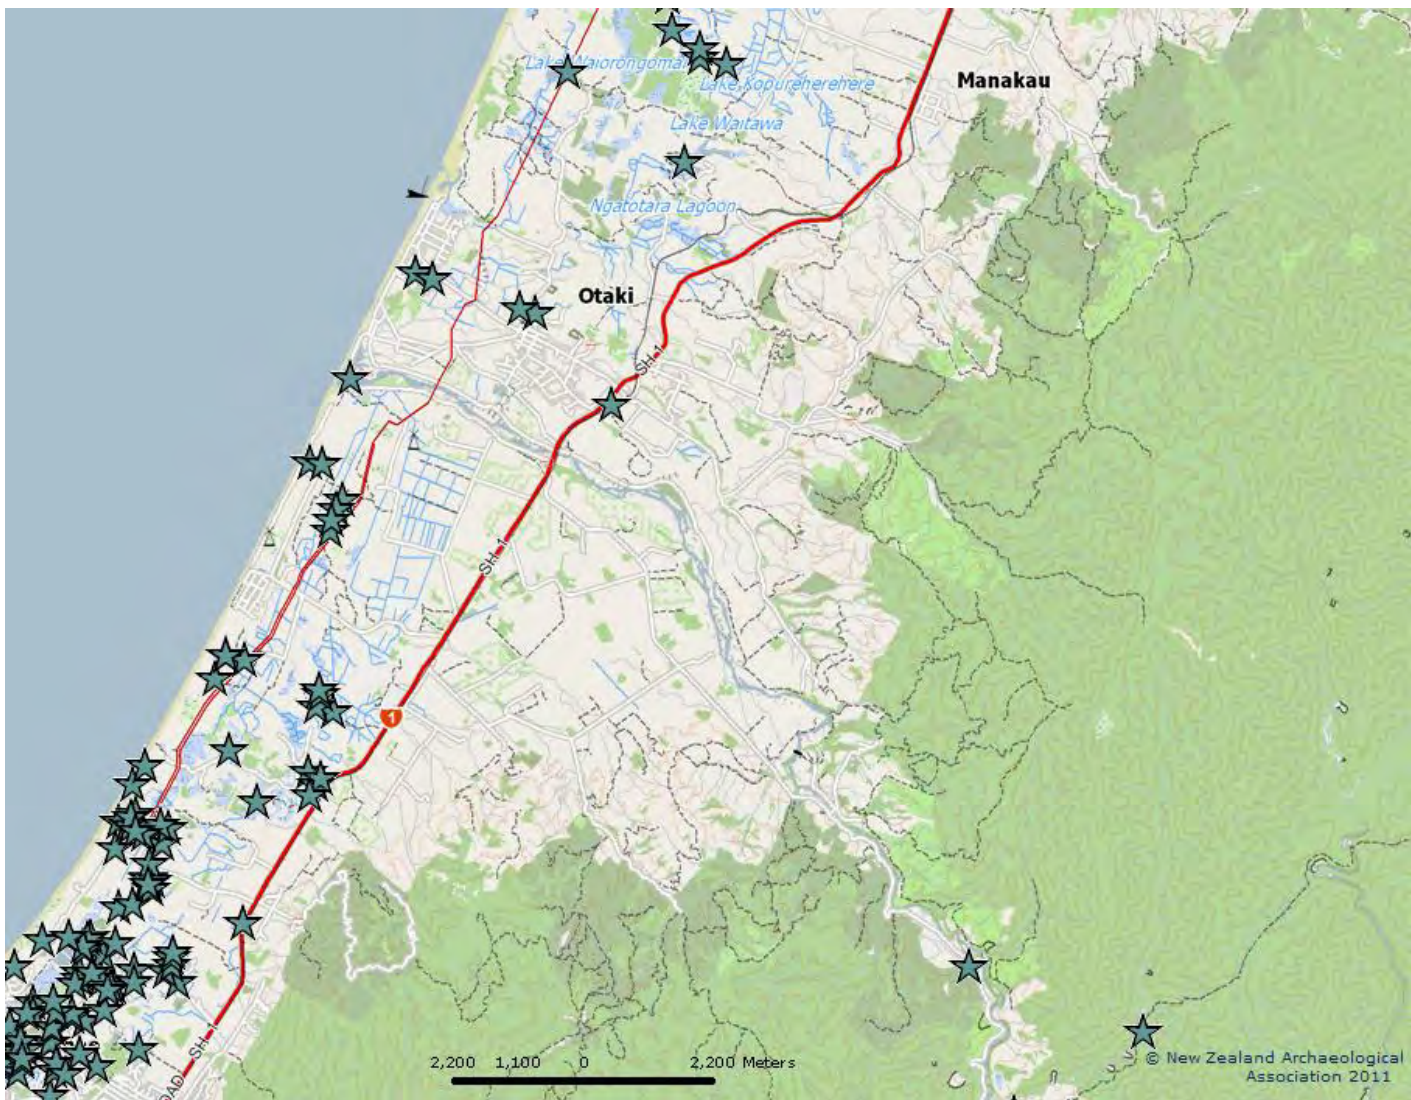 Lake Waiorongomai
Lake Kopureherehere
Manakau
Lake Waitawa
Ngatotara Lagoon
Otaki
SH 1
SH 1
1
SH 1
2,200 1,100 0 2,200 Meters
© New Zealand Archaeological
Association 2011